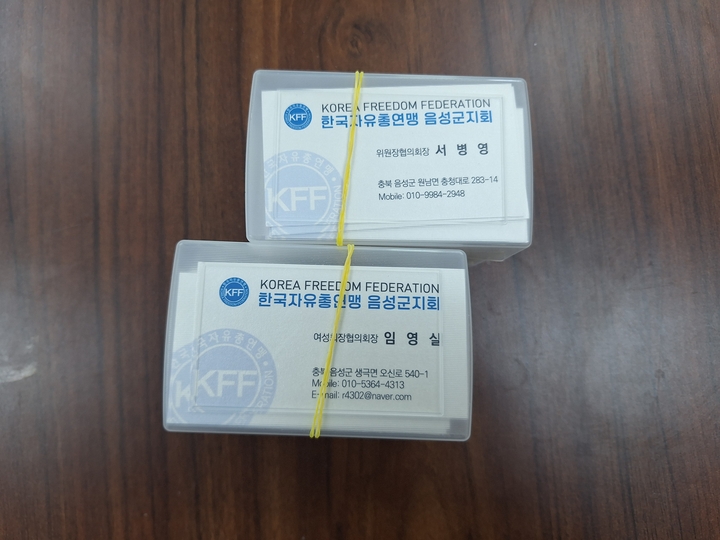 KFF
KOREA FREEDOM FEDERATION
한국자유총연맹 음성군지회
위원장협의회장 서 병 영
충북 음성군 원남면 충청대로 283-14
Mobile: 010-9984-2948
KFF
KFF
KOREA FREEDOM FEDERATION
한국자유총연맹 음성군지회
여성회장협의회장 임 영 실
충북 음성군 생극면 오신로 540-1
Mobile: 010-5364-4313
E-mail: r4302@naver.com
KFF